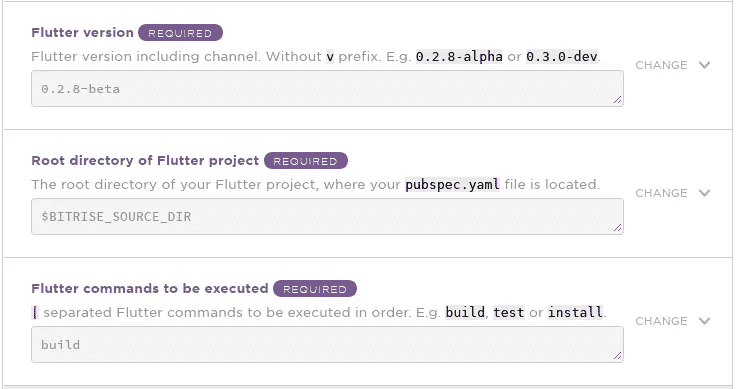 Flutter version REQUIRED
Flutter version including channel. Without v prefix. E.g. 0.2.8-alpha or 0.3.0-dev.
CHANGE
0.2.8-beta
Root directory of Flutter project REQUIRED
The root directory of your Flutter project, where your pubspec.yaml file is located.
CHANGE
$BITRISE_SOURCE_DIR
Flutter commands to be executed REQUIRED
| separated Flutter commands to be executed in order. E.g. build, test or install.
CHANGE
build